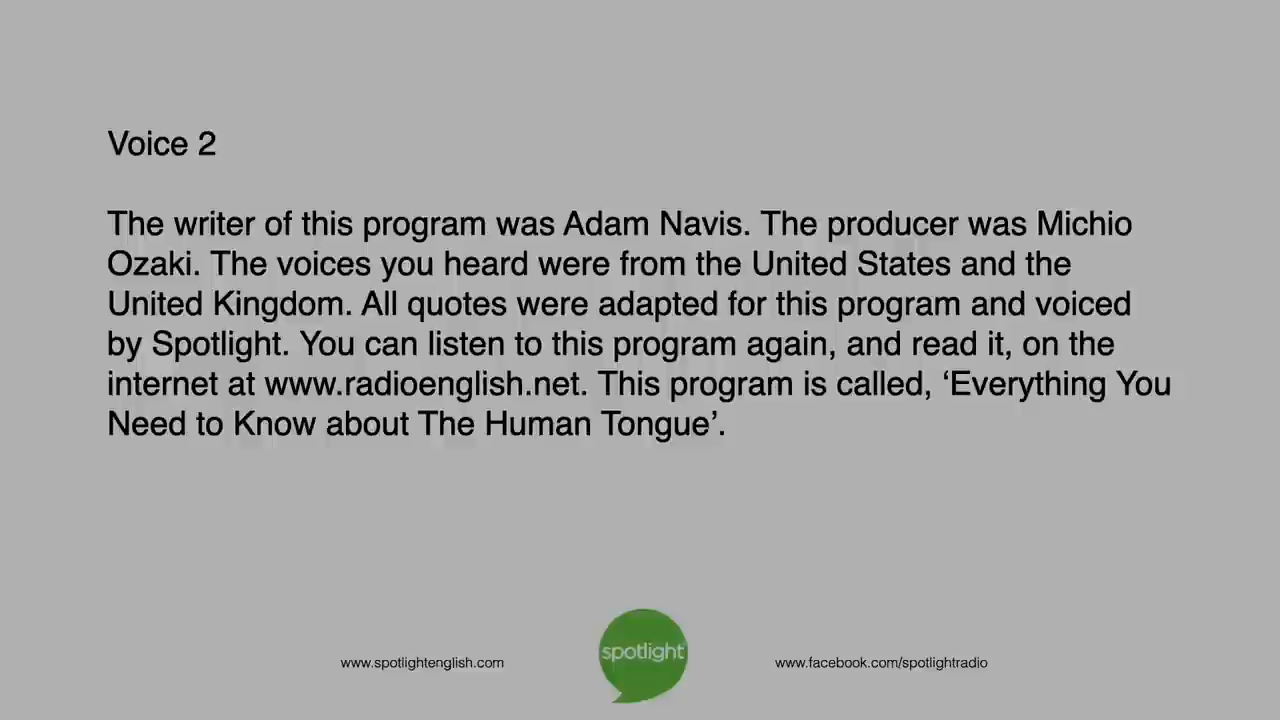 Voice 2
The writer of this program was Adam Navis. The producer was Michio
Ozaki. The voices you heard were from the United States and the
United Kingdom. All quotes were adapted for this program and voiced
by Spotlight. You can listen to this program again, and read it, on the
internet at www.radioenglish.net. This program is called, ‘Everything You
Need to Know about The Human Tongue’.
www.spotlightenglish.com
spotlight
www.facebook.com/spotlightradio